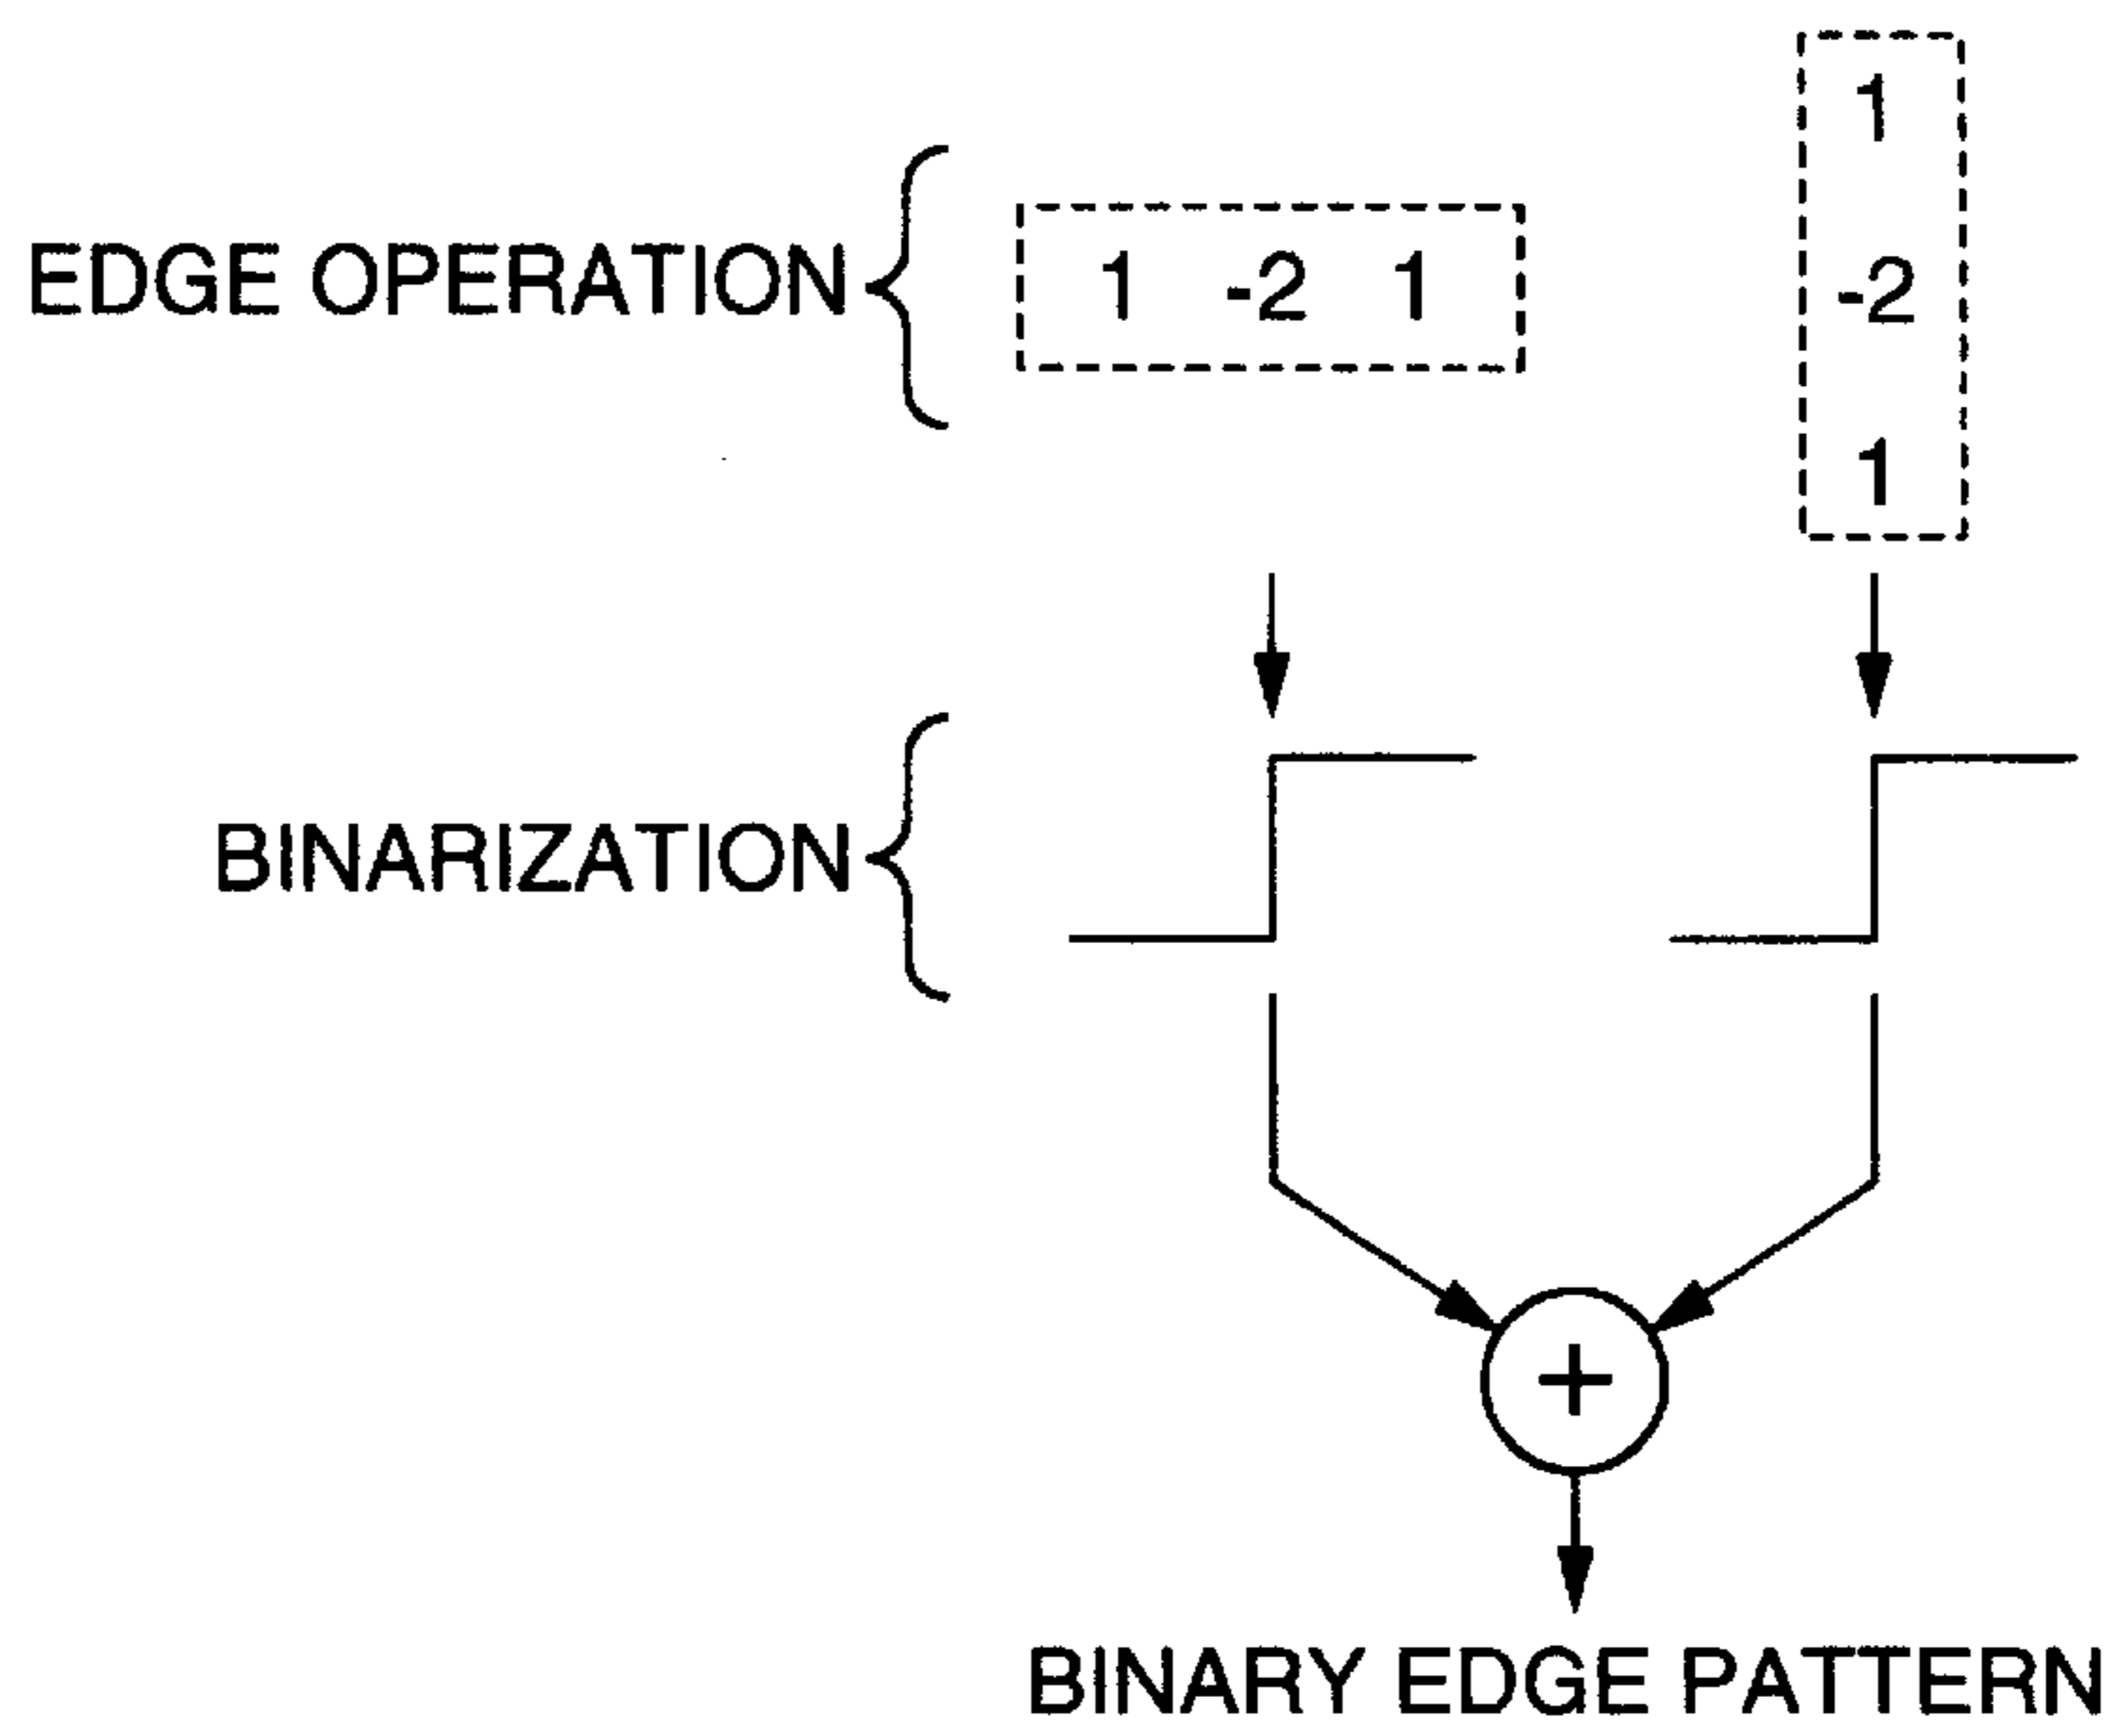 1
EDGE OPERATION
1 -2 1
-2
1
BINARIZATION
+
BINARY EDGE PATTERN